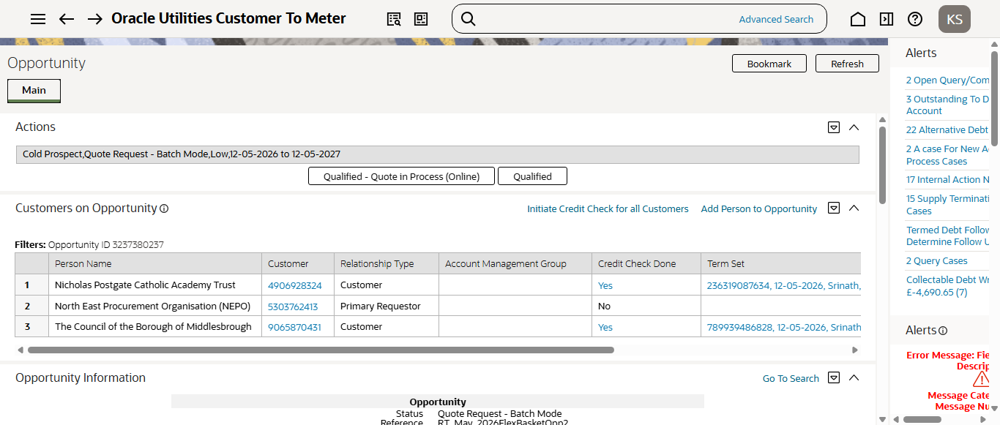 Oracle Utilities Customer To Meter
Advanced Search
KS
Opportunity
Bookmark
Refresh
Main
Actions
Cold Prospect,Quote Request - Batch Mode,Low,12-05-2026 to 12-05-2027
Qualified - Quote in Process (Online)
Qualified
Customers on Opportunity
Initiate Credit Check for all Customers
Add Person to Opportunity
Filters: Opportunity ID 3237380237
Person Name Customer Relationship Type Account Management Group Credit Check Done Term Set
1 Nicholas Postgate Catholic Academy Trust 4906928324 Customer Yes 236319087634, 12-05-2026, Srinath,
2 North East Procurement Organisation (NEPO) 5303762413 Primary Requestor No
3 The Council of the Borough of Middlesbrough 9065870431 Customer Yes 789939486828, 12-05-2026, Srinath
Opportunity Information
Go To Search
Opportunity
Status Quote Request - Batch Mode
Reference RT_May_2026FlexBasketOpp2
Alerts
2 Open Query/Com
3 Outstanding To D
Account
22 Alternative Debt
2 A case For New A
Process Cases
17 Internal Action N
15 Supply Terminati
Cases
Termed Debt Follow
Determine Follow U
2 Query Cases
Collectable Debt Wr
£-4,690.65 (7)
Alerts
Error Message: Fie
Descrip
Message Cate
Message Nu